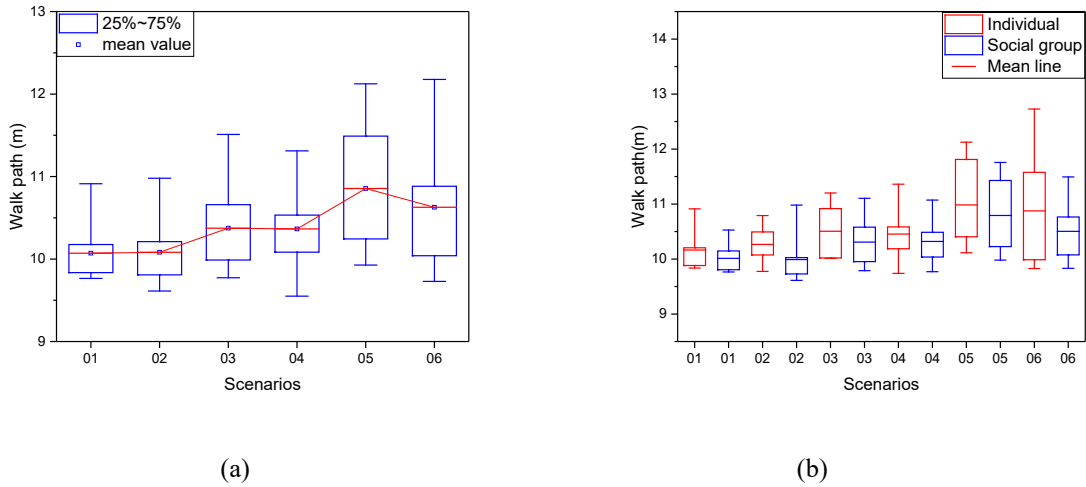 13
12
11
10
9
Walk path (m)
25%~75%
mean value
01 02 03 04 05 06
Scenarios
(a)
14
13
12
11
10
9
Walk path(m)
Individual
Social group
Mean line
01 01 02 02 03 03 04 04 05 05 06 06
Scenarios
(b)